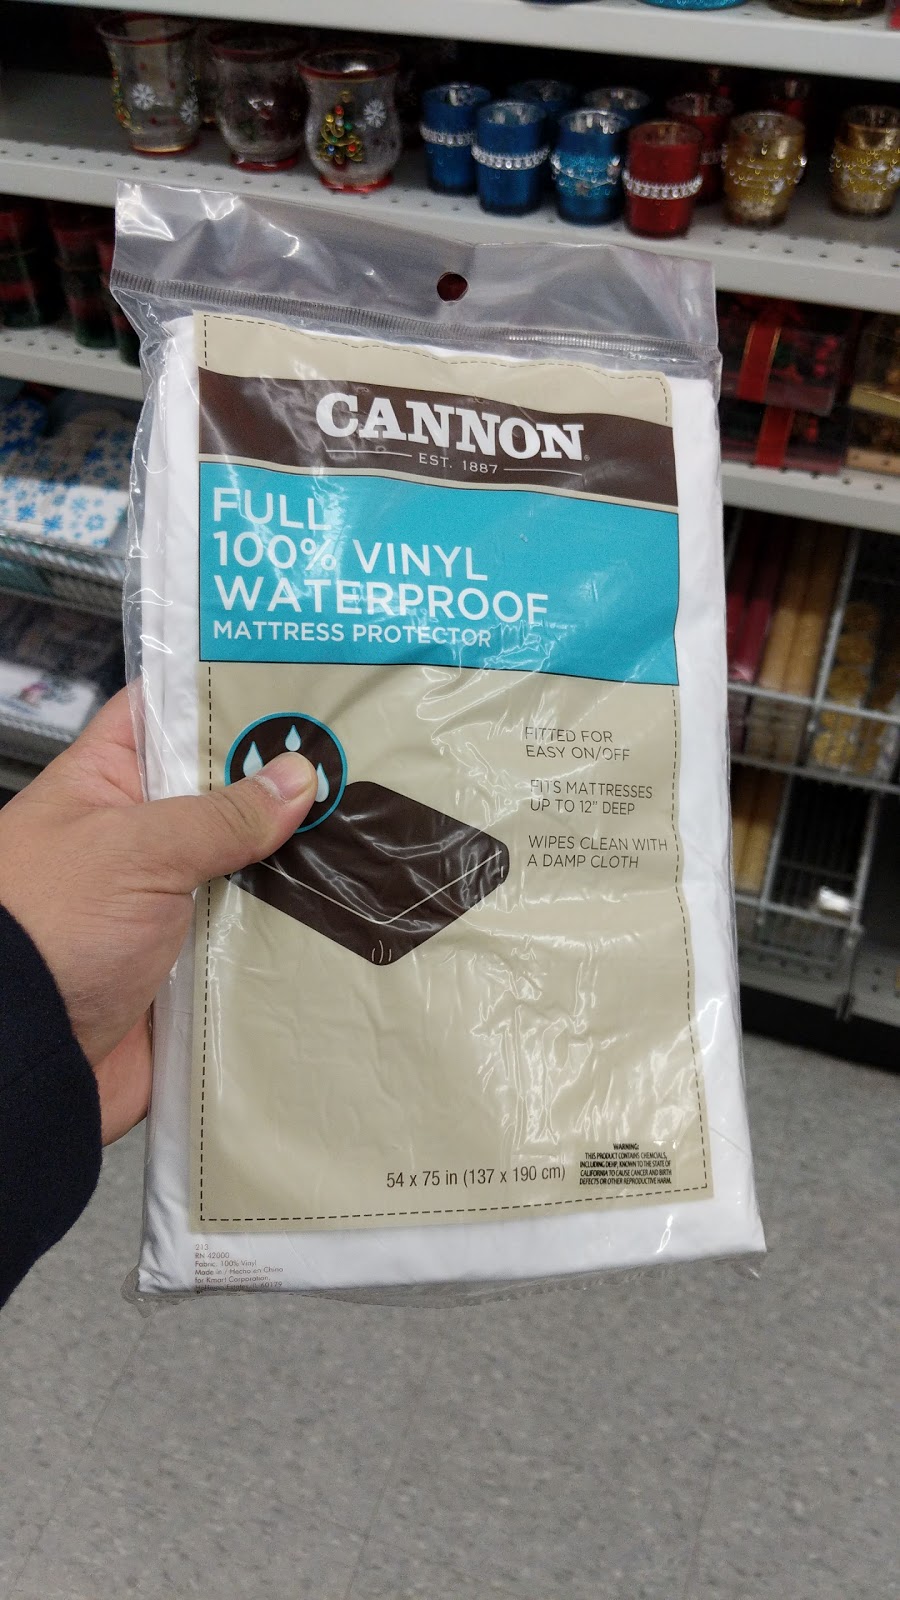 CANNON
EST. 1887
FULL
100% VINYL
WATERPROOF
MATTRESS PROTECTOR
FITTED FOR
EASY ON/OFF
FITS MATTRESSES
UP TO 12" DEEP
WIPES CLEAN WITH
A DAMP CLOTH
54 x 75 in (137 x 190 cm)
WARNING:
THIS PRODUCT CONTAINS CHEMICALS,
INCLUDING DEHP, KNOWN TO THE STATE OF
CALIFORNIA TO CAUSE CANCER AND BIRTH
DEFECTS OR OTHER REPRODUCTIVE HARM.
213
RN 42000
Fabric: 100% Vinyl
Made in / Hecho en China
for Kmart Corporation,
IL 60179